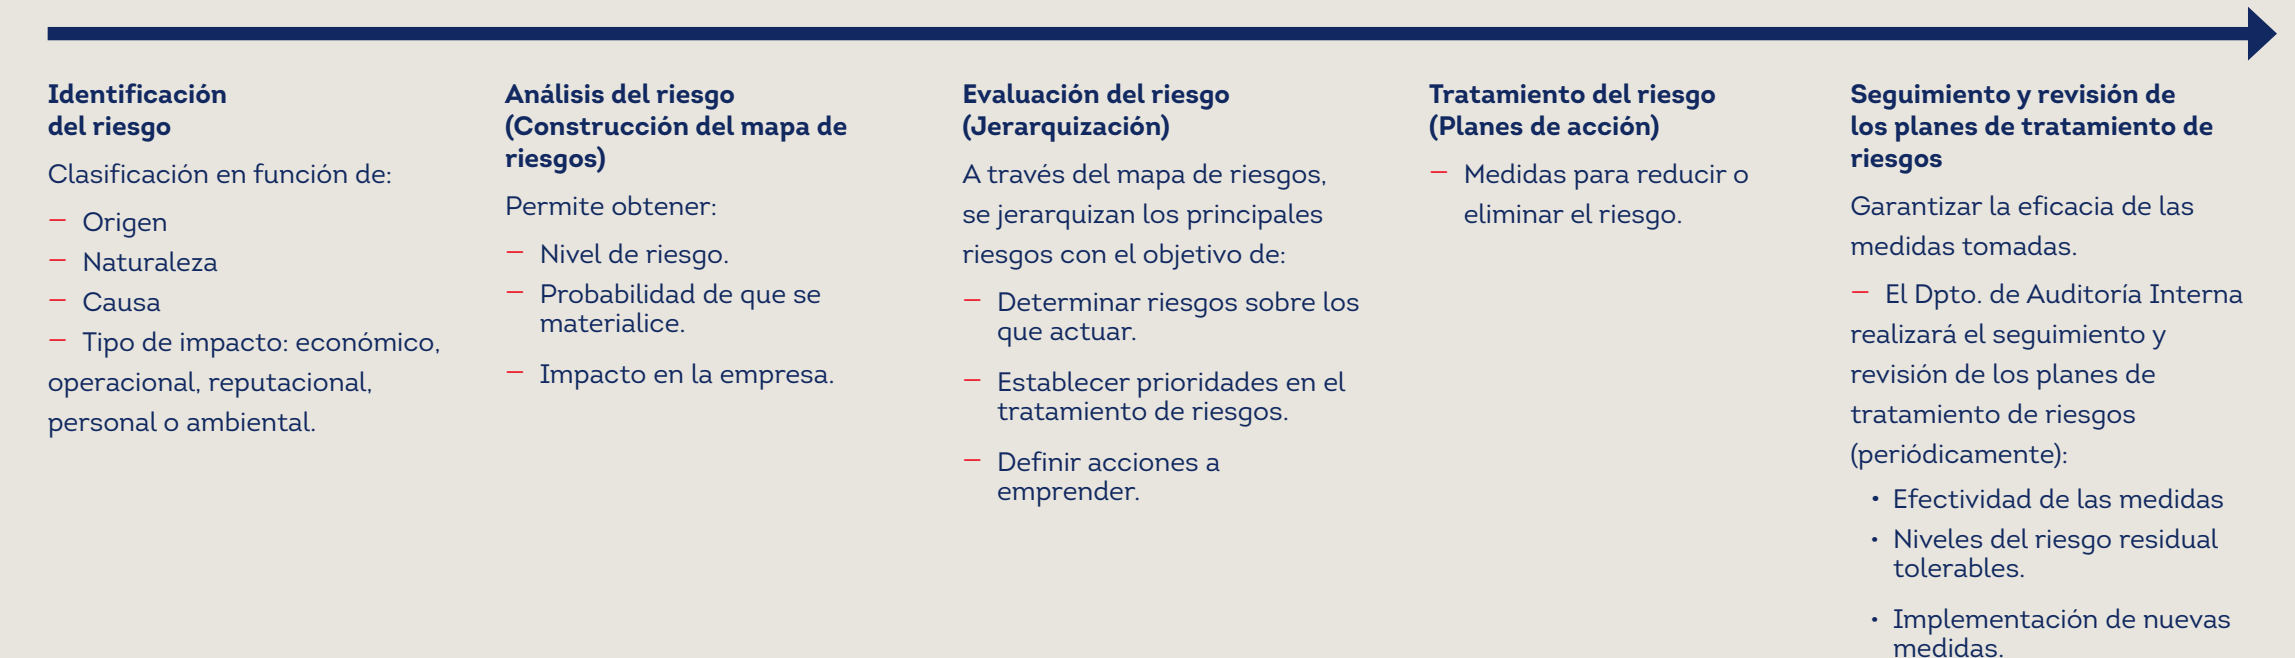 Identificación
del riesgo
Clasificación en función de:
— Origen
— Naturaleza
— Causa
— Tipo de impacto: económico,
operacional, reputacional,
personal o ambiental.
Análisis del riesgo
(Construcción del mapa de
riesgos)
Permite obtener:
— Nivel de riesgo.
— Probabilidad de que se
materialice.
— Impacto en la empresa.
Evaluación del riesgo
(Jerarquización)
A través del mapa de riesgos,
se jerarquizan los principales
riesgos con el objetivo de:
— Determinar riesgos sobre los
que actuar.
— Establecer prioridades en el
tratamiento de riesgos.
— Definir acciones a
emprender.
Tratamiento del riesgo
(Planes de acción)
— Medidas para reducir o
eliminar el riesgo.
Seguimiento y revisión de
los planes de tratamiento de
riesgos
Garantizar la eficacia de las
medidas tomadas.
— El Dpto. de Auditoría Interna
realizará el seguimiento y
revisión de los planes de
tratamiento de riesgos
(periódicamente):
• Efectividad de las medidas
• Niveles del riesgo residual
tolerables.
• Implementación de nuevas
medidas.